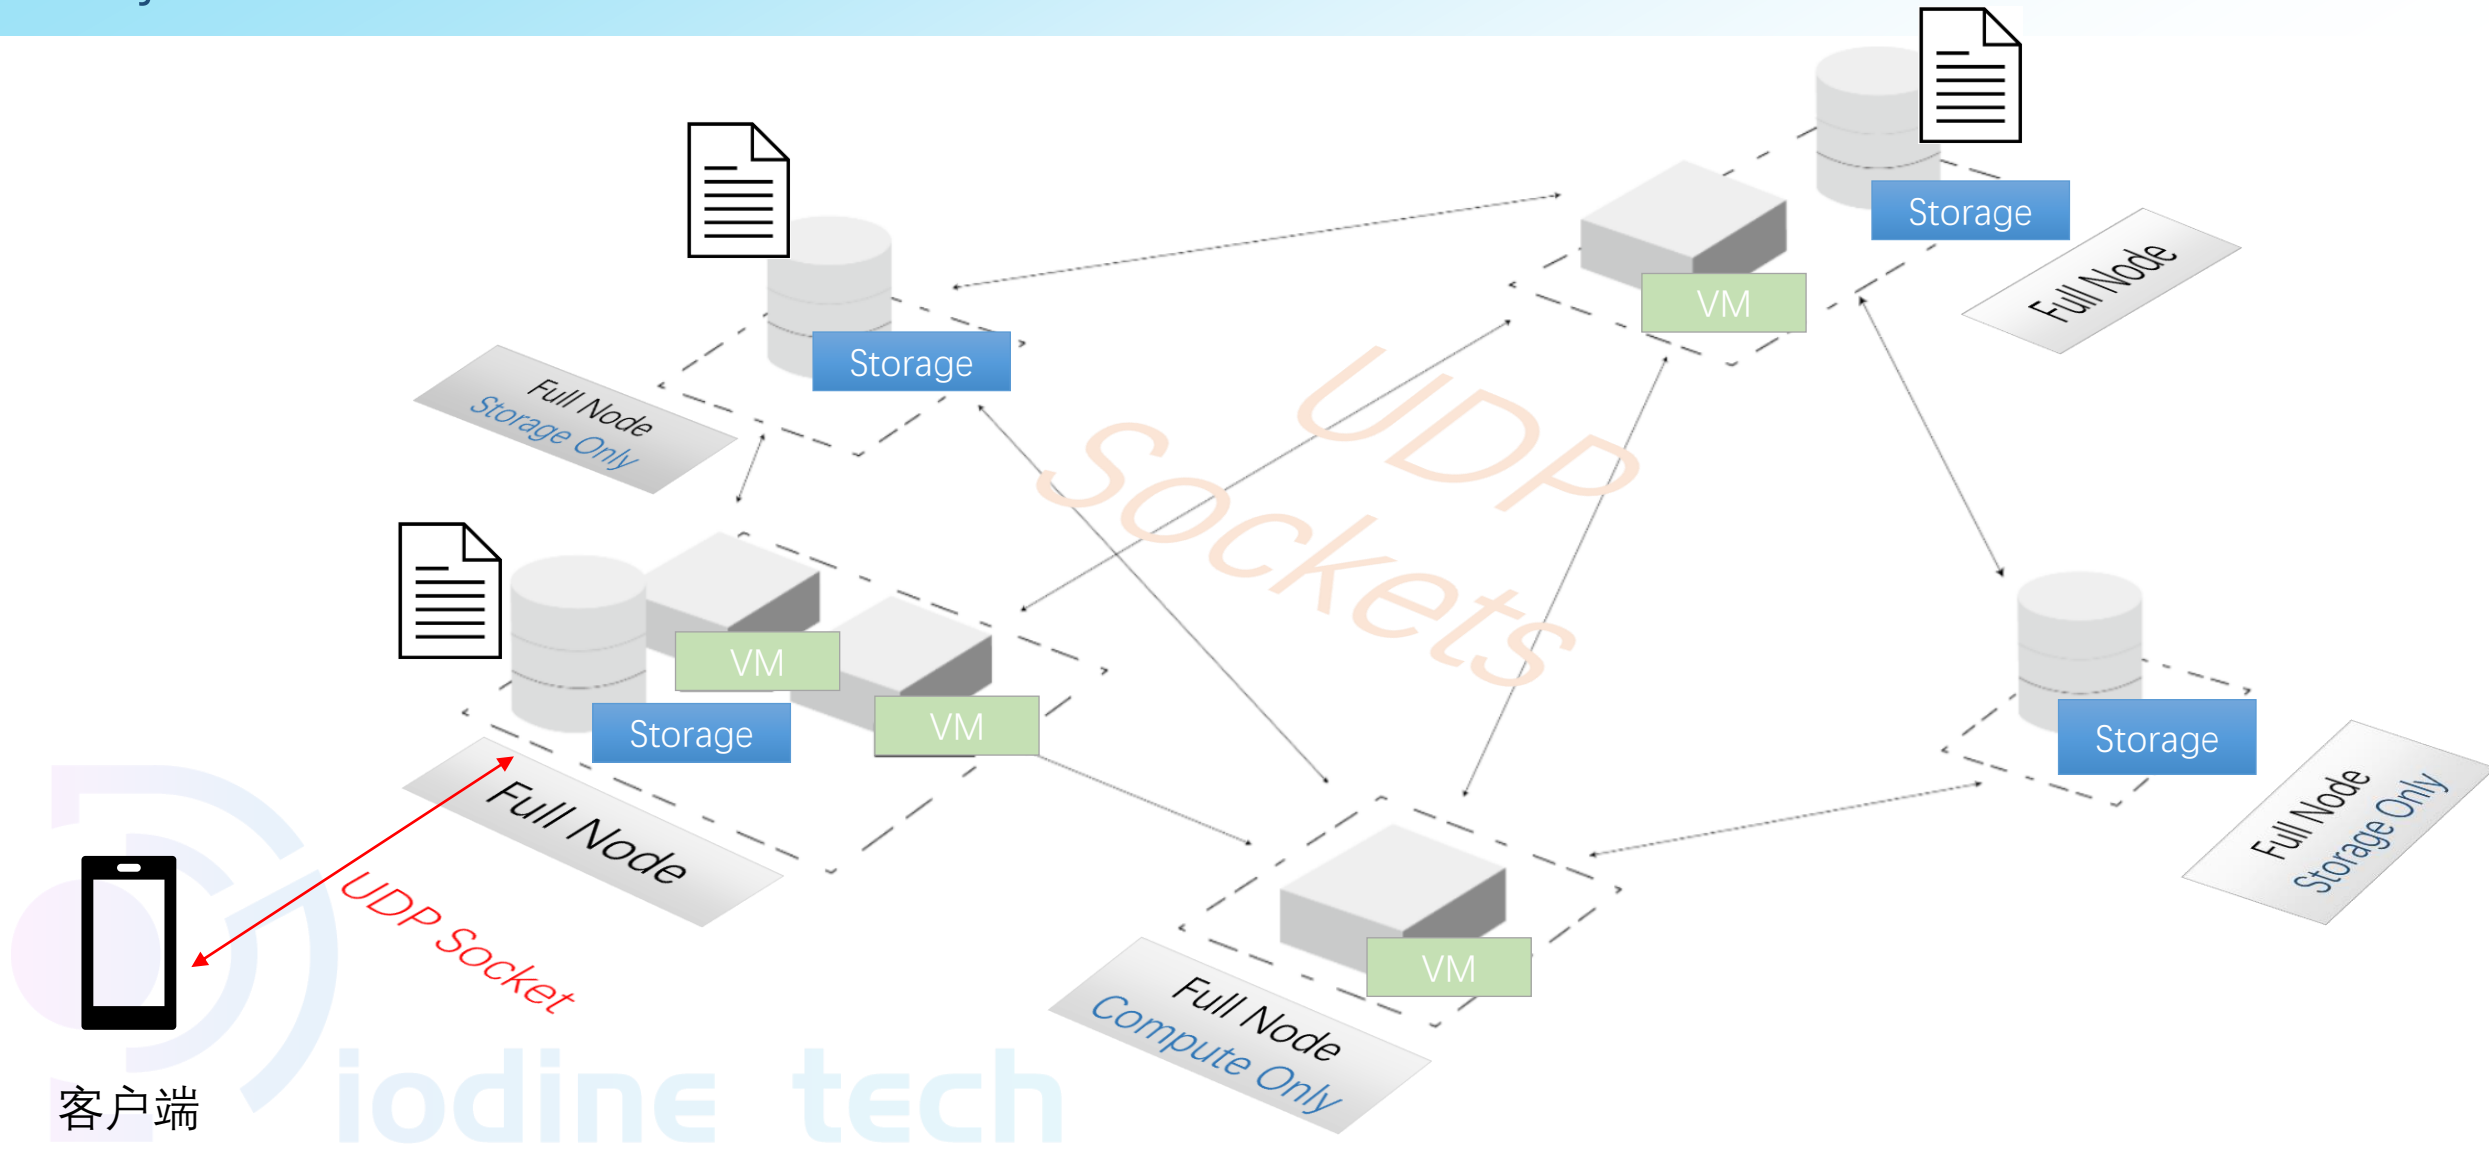 Storage
Full Node
VM
Storage
Full Node
Storage Only
UDP
Sockets
VM
VM
Storage
Full Node
Storage
Full Node
Storage Only
UDP Socket
VM
Full Node
Compute Only
客户端
iodine tech